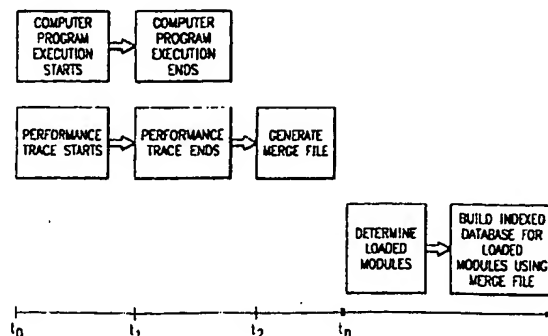 COMPUTER
PROGRAM
EXECUTION
STARTS
COMPUTER
PROGRAM
EXECUTION
ENDS
PERFORMANCE
TRACE STARTS
PERFORMANCE
TRACE ENDS
GENERATE
MERGE FILE
DETERMINE
LOADED
MODULES
BUILD INDEXED
DATABASE FOR
LOADED
MODULES USING
MERGE FILE
t0 t1 t2 tn